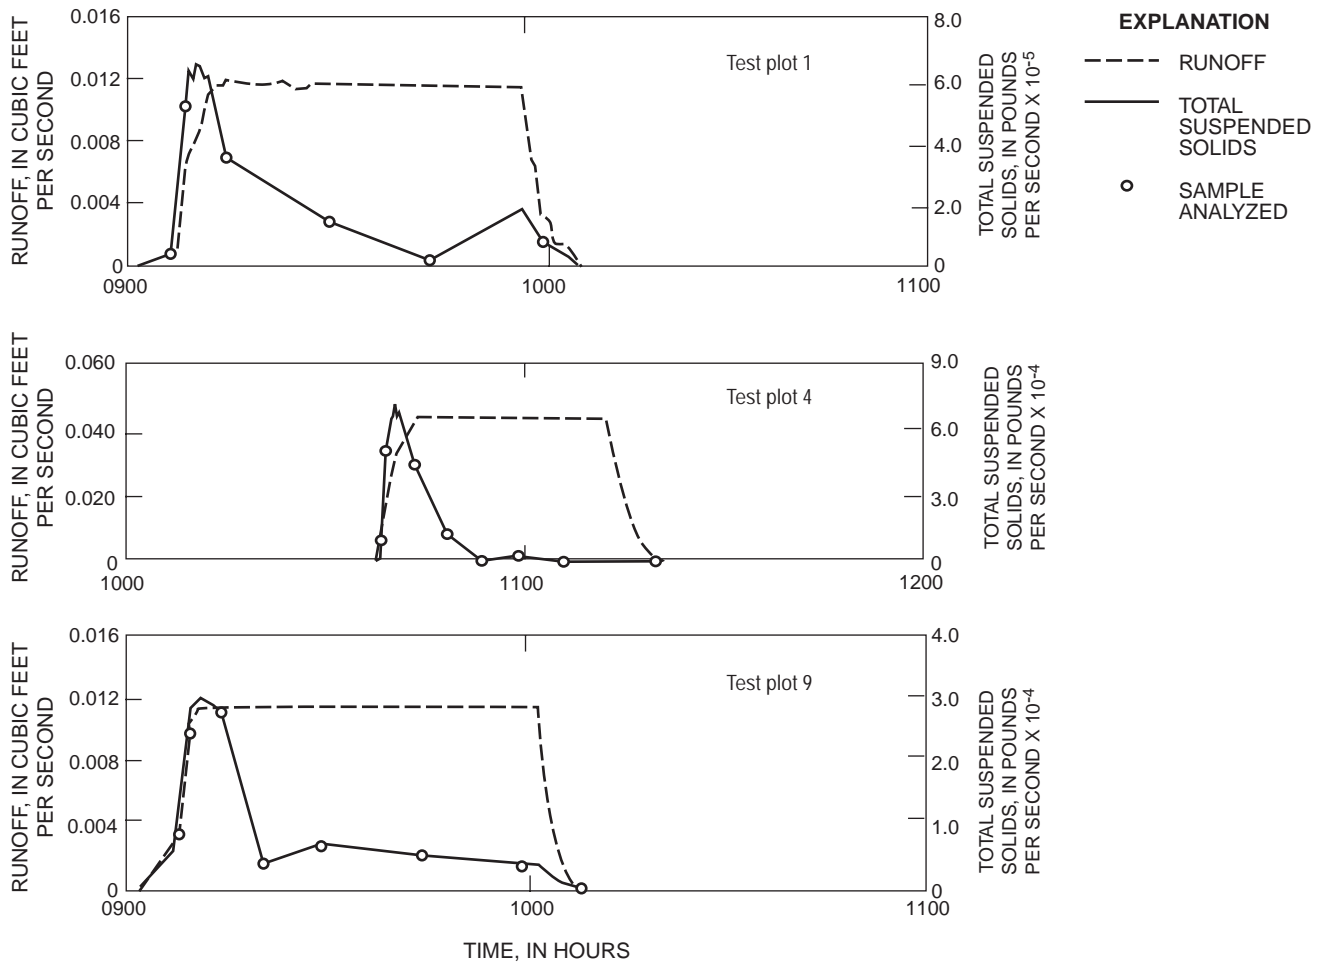 RUNOFF, IN CUBIC FEET
PER SECOND
0.016
0.012
0.008
0.004
0
0900
1000
1100
Test plot 1
8.0
6.0
4.0
2.0
0
TOTAL SUSPENDED
SOLIDS, IN POUNDS
PER SECOND X 10-5
EXPLANATION
RUNOFF
TOTAL
SUSPENDED
SOLIDS
SAMPLE
ANALYZED
RUNOFF, IN CUBIC FEET
PER SECOND
0.060
0.040
0.020
0
1000
1100
1200
Test plot 4
9.0
6.0
3.0
0
TOTAL SUSPENDED
SOLIDS, IN POUNDS
PER SECOND X 10-4
RUNOFF, IN CUBIC FEET
PER SECOND
0.016
0.012
0.008
0.004
0
0900
1000
1100
Test plot 9
4.0
3.0
2.0
1.0
0
TOTAL SUSPENDED
SOLIDS, IN POUNDS
PER SECOND X 10-4
TIME, IN HOURS